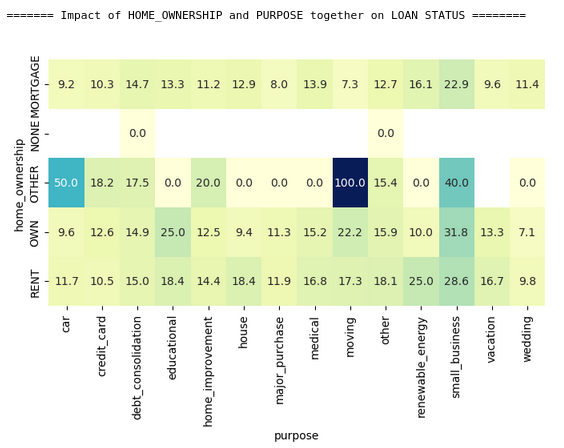 ======= Impact of HOME_OWNERSHIP and PURPOSE together on LOAN STATUS ========
home_ownership
MORTGAGE 9.2 10.3 14.7 13.3 11.2 12.9 8.0 13.9 7.3 12.7 16.1 22.9 9.6 11.4
NONE 0.0 0.0
OTHER 50.0 18.2 17.5 0.0 20.0 0.0 0.0 0.0 100.0 15.4 0.0 40.0 0.0
OWN 9.6 12.6 14.9 25.0 12.5 9.4 11.3 15.2 22.2 15.9 10.0 31.8 13.3 7.1
RENT 11.7 10.5 15.0 18.4 14.4 18.4 11.9 16.8 17.3 18.1 25.0 28.6 16.7 9.8
car credit_card debt_consolidation educational home_improvement house major_purchase medical moving other renewable_energy small_business vacation wedding
purpose